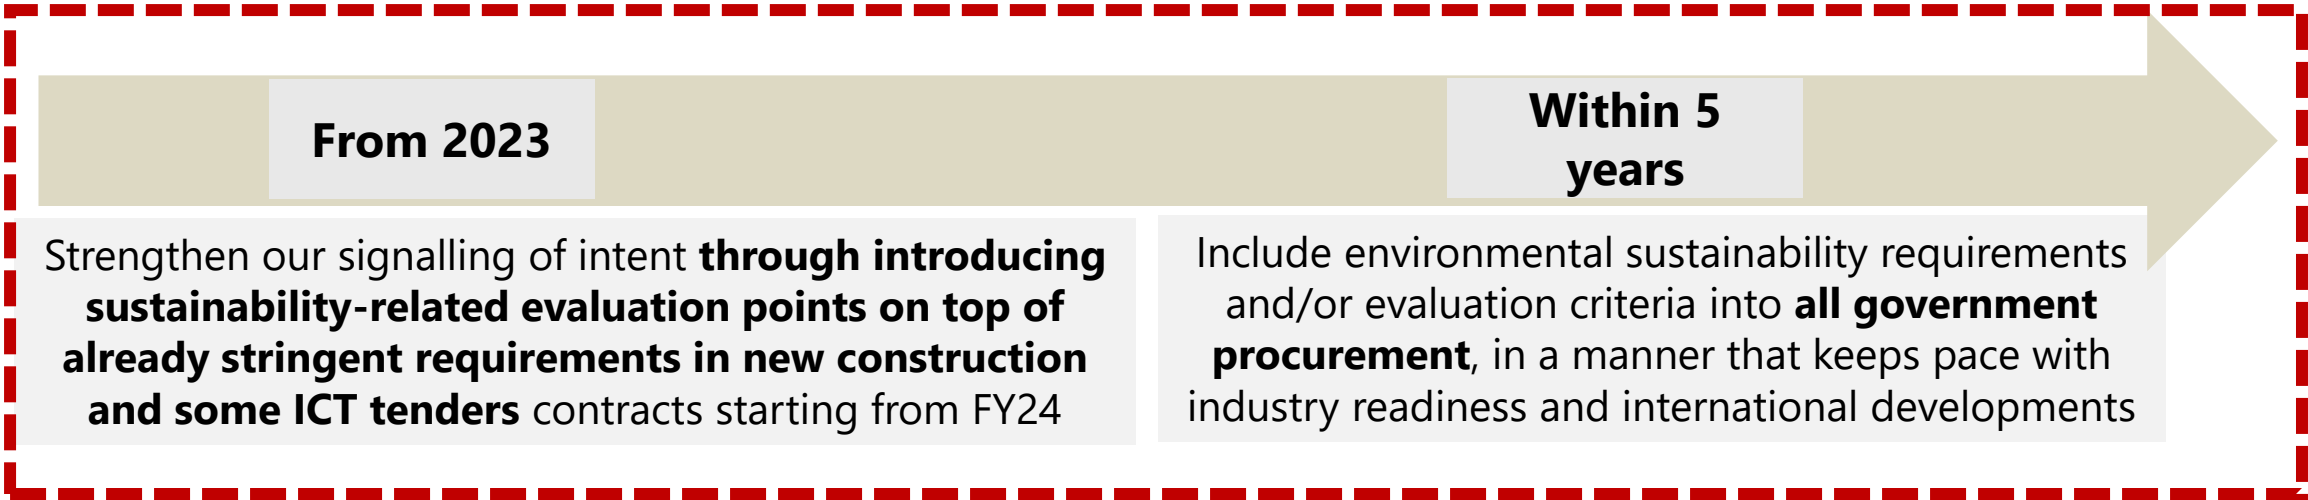 From 2023
Within 5
years
Strengthen our signalling of intent through introducing
sustainability-related evaluation points on top of
already stringent requirements in new construction
and some ICT tenders contracts starting from FY24
Include environmental sustainability requirements
and/or evaluation criteria into all government
procurement, in a manner that keeps pace with
industry readiness and international developments